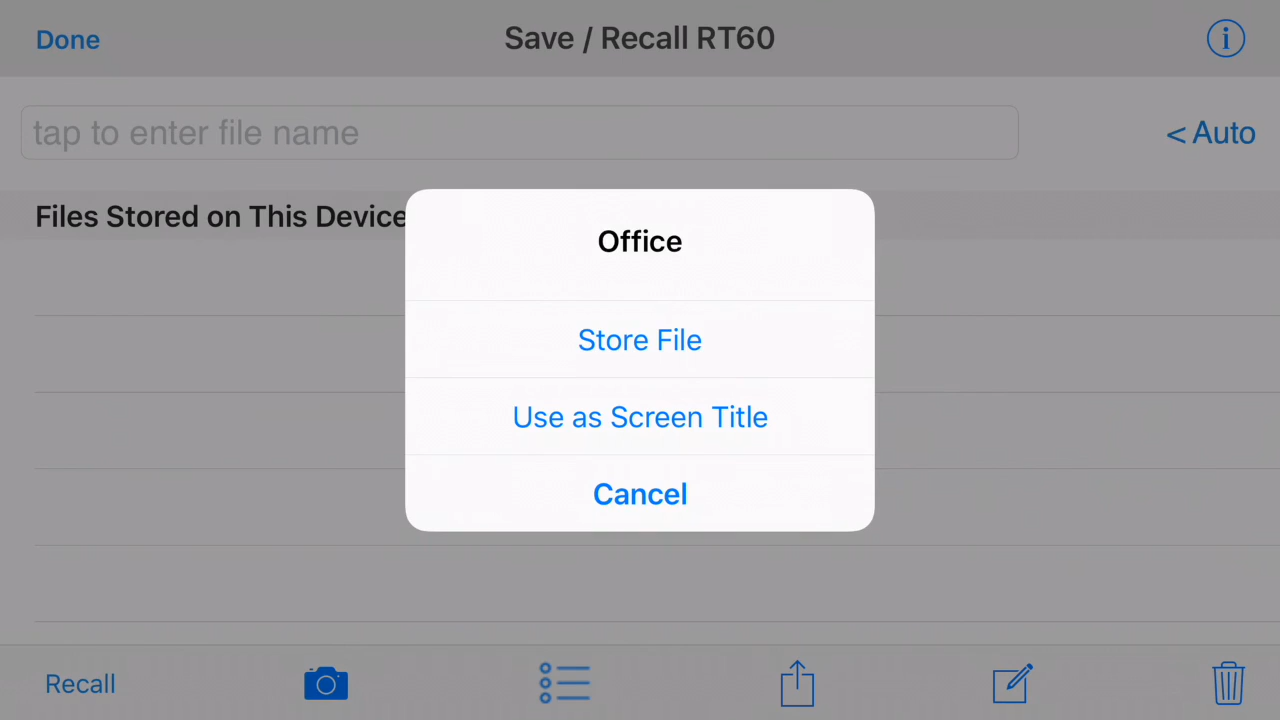 Done
Save / Recall RT60
i
tap to enter file name
< Auto
Files Stored on This Device
Office
Store File
Use as Screen Title
Cancel
Recall